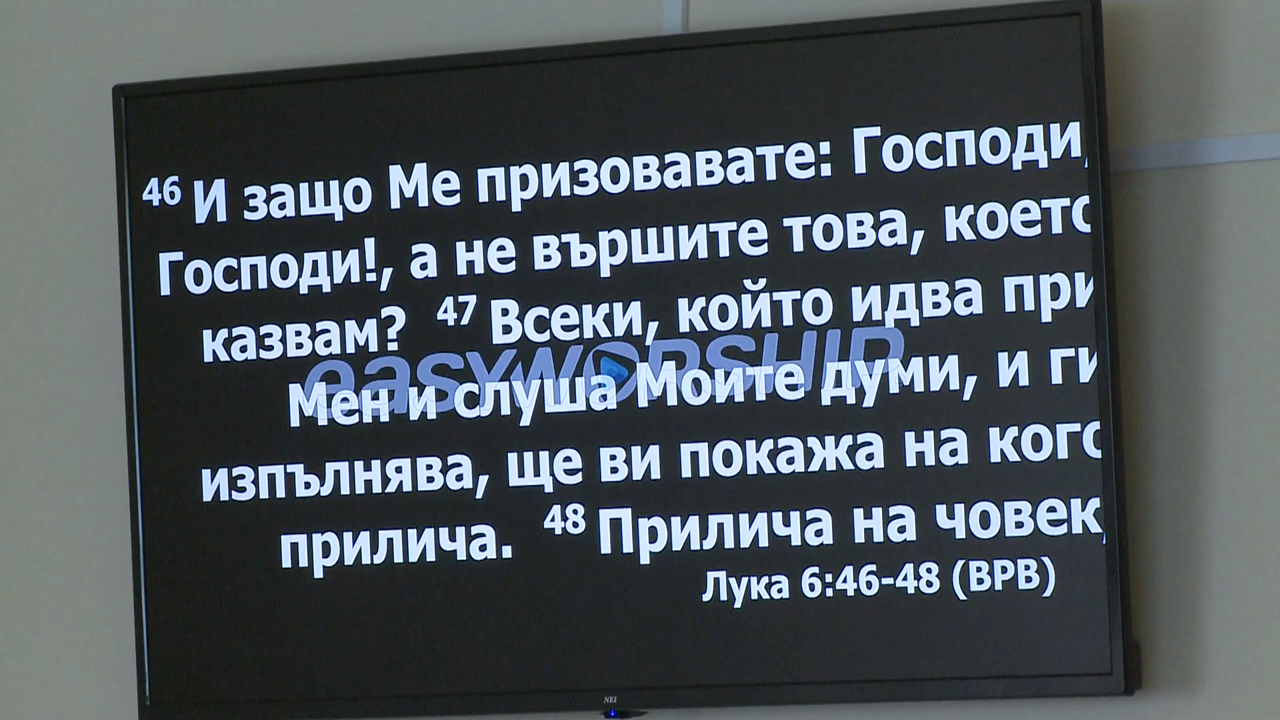 46 И защо Ме призовавате: Господи,
Господи!, а не вършите това, което
казвам? 47 Всеки, който идва при
easyworship
Мен и слуша Моите думи, и ги
изпълнява, ще ви покажа на кого
прилича. 48 Прилича на човек,
Лука 6:46-48 (ВРВ)
NEI